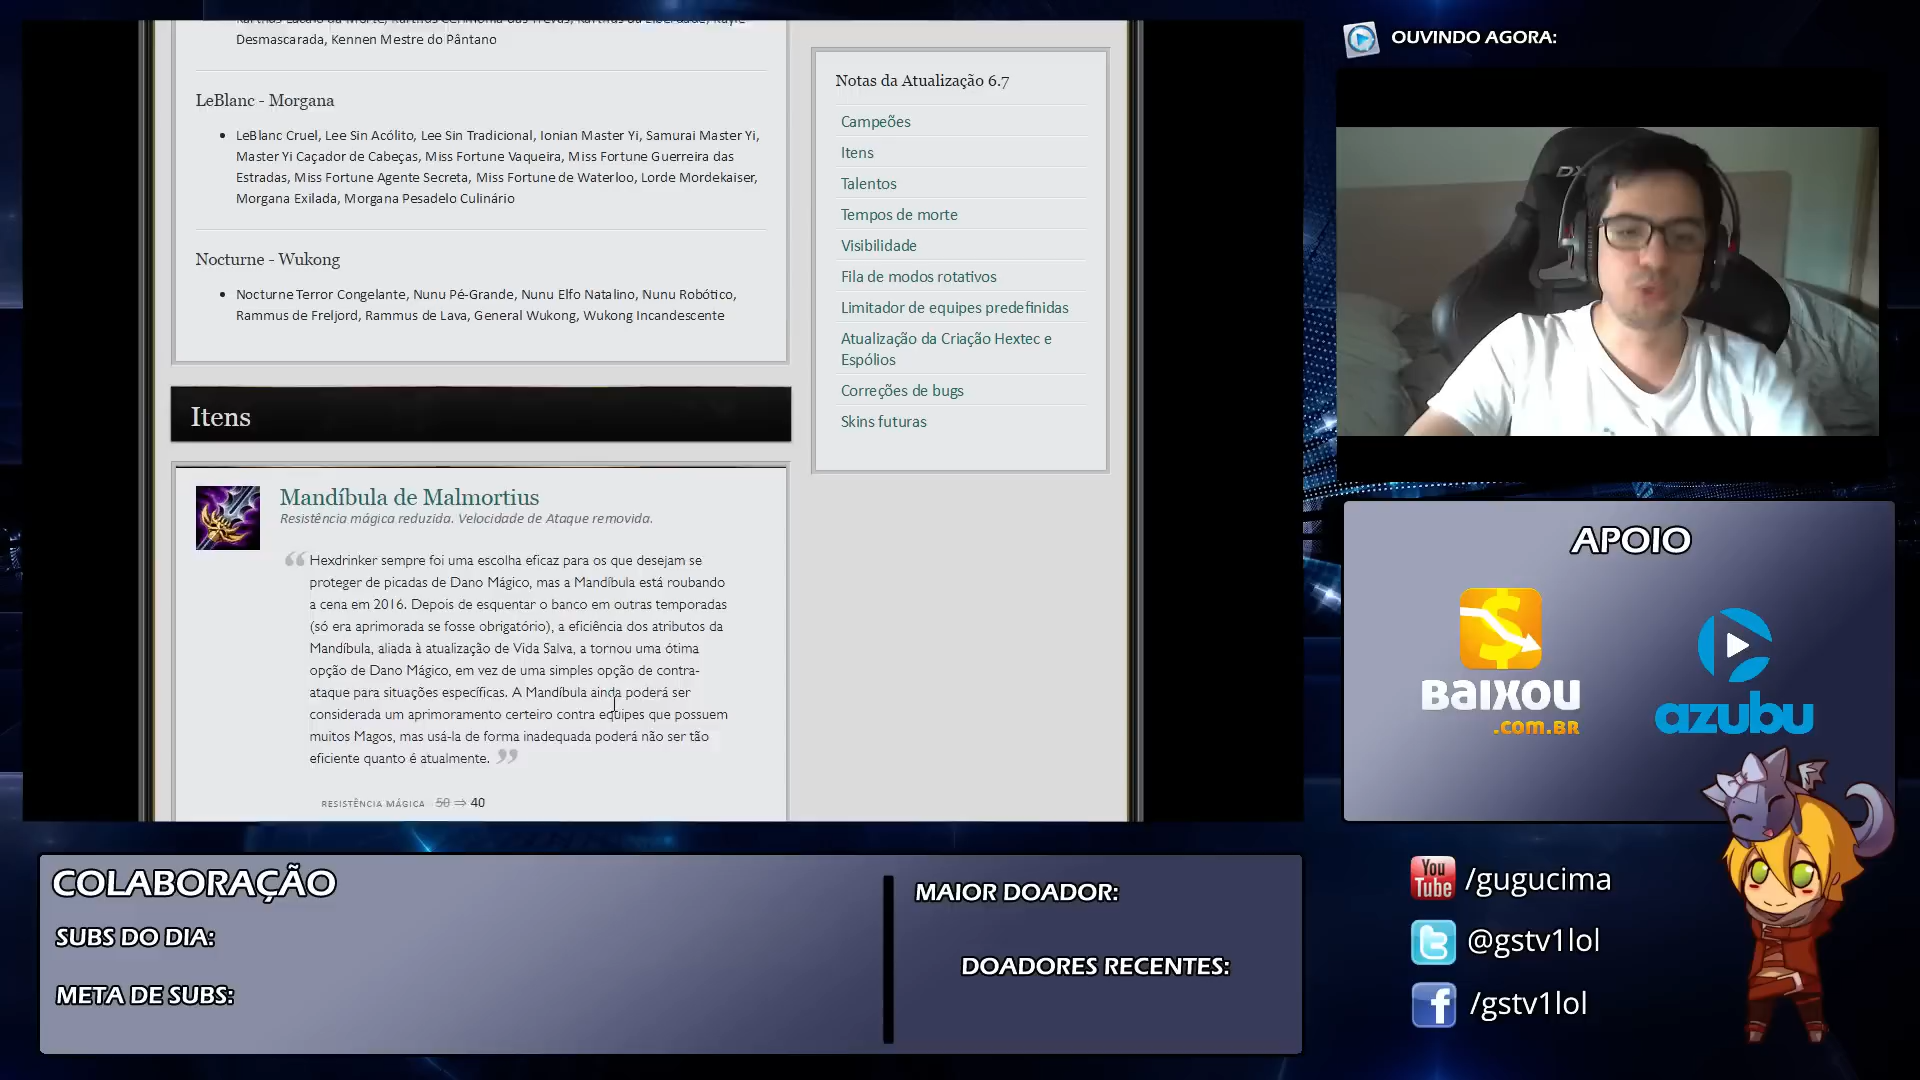 Desmascarada, Kennen Mestre do Pântano
LeBlanc - Morgana
LeBlanc Cruel, Lee Sin Acólito, Lee Sin Tradicional, Ionian Master Yi, Samurai Master Yi,
Master Yi Caçador de Cabeças, Miss Fortune Vaqueira, Miss Fortune Guerreira das
Estradas, Miss Fortune Agente Secreta, Miss Fortune de Waterloo, Lorde Mordekaiser,
Morgana Exilada, Morgana Pesadelo Culinário
Nocturne - Wukong
Nocturne Terror Congelante, Nunu Pé-Grande, Nunu Elfo Natalino, Nunu Robótico,
Rammus de Freljord, Rammus de Lava, General Wukong, Wukong Incandescente
Itens
Mandíbula de Malmortius
Resistência mágica reduzida. Velocidade de Ataque removida.
Hexdrinker sempre foi uma escolha eficaz para os que desejam se
proteger de picadas de Dano Mágico, mas a Mandíbula está roubando
a cena em 2016. Depois de esquentar o banco em outras temporadas
(só era aprimorada se fosse obrigatório), a eficiência dos atributos da
Mandíbula, aliada à atualização de Vida Salva, a tornou uma ótima
opção de Dano Mágico, em vez de uma simples opção de contra-
ataque para situações específicas. A Mandíbula ainda poderá ser
considerada um aprimoramento certeiro contra equipes que possuem
muitos Magos, mas usá-la de forma inadequada poderá não ser tão
eficiente quanto é atualmente.
RESISTÊNCIA MÁGICA 50 ⇒ 40
Notas da Atualização 6.7
Campeões
Itens
Talentos
Tempos de morte
Visibilidade
Fila de modos rotativos
Limitador de equipes predefinidas
Atualização da Criação Hextec e
Espólios
Correções de bugs
Skins futuras
OUVINDO AGORA:
DX
APOIO
BAIXOU
.COM.BR
azubu
You
Tube
/gugucima
@gstv1lol
/gstv1lol
COLABORAÇÃO
SUBS DO DIA:
META DE SUBS:
MAIOR DOADOR:
DOADORES RECENTES: